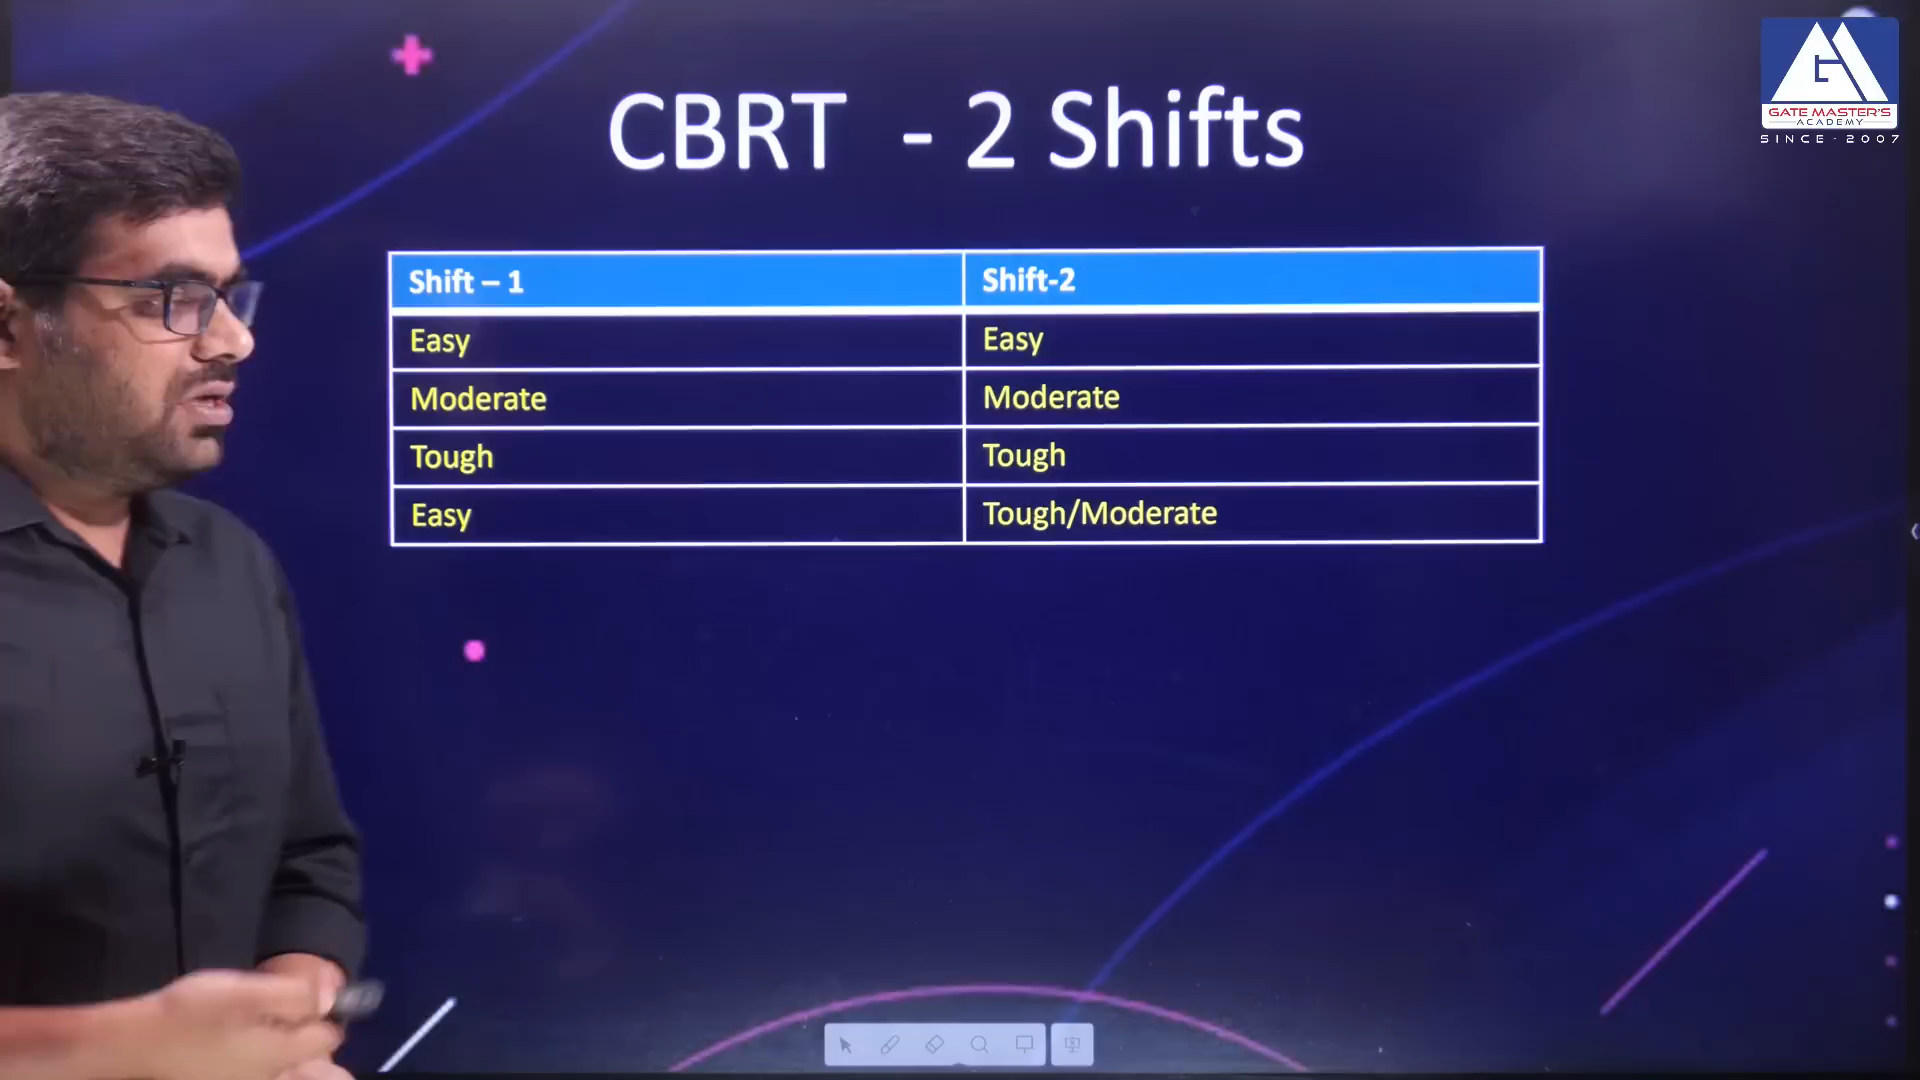 CBRT - 2 Shifts
GATE MASTER'S
ACADEMY
SINCE - 2007
Shift – 1 Shift-2
Easy Easy
Moderate Moderate
Tough Tough
Easy Tough/Moderate